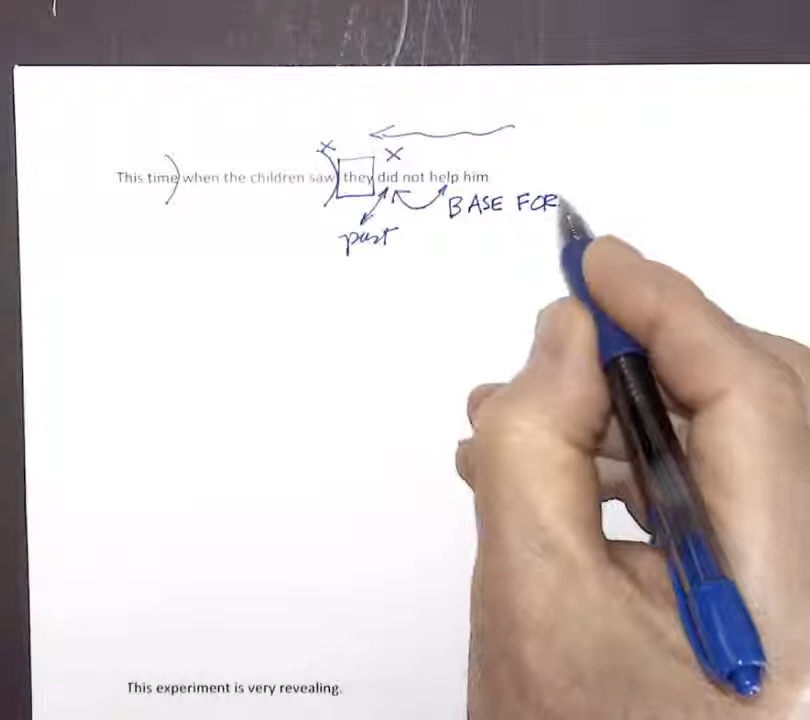 This time when the children saw they did not help him
BASE FOR
past
This experiment is very revealing.